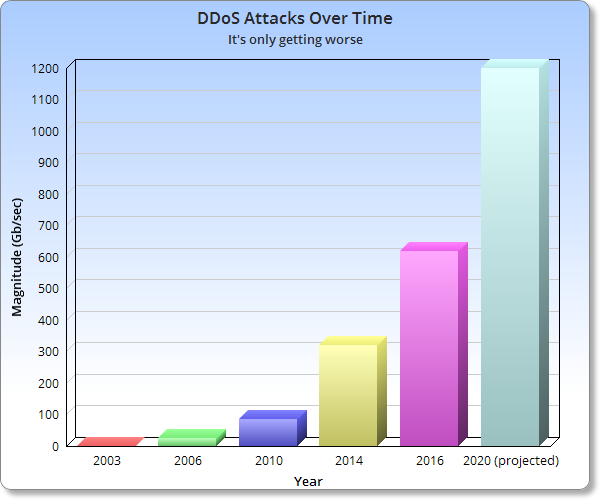 DDoS Attacks Over Time
It's only getting worse
Magnitude (Gb/sec)
1200
1100
1000
900
800
700
600
500
400
300
200
100
0
2003 2006 2010 2014 2016 2020 (projected)
Year